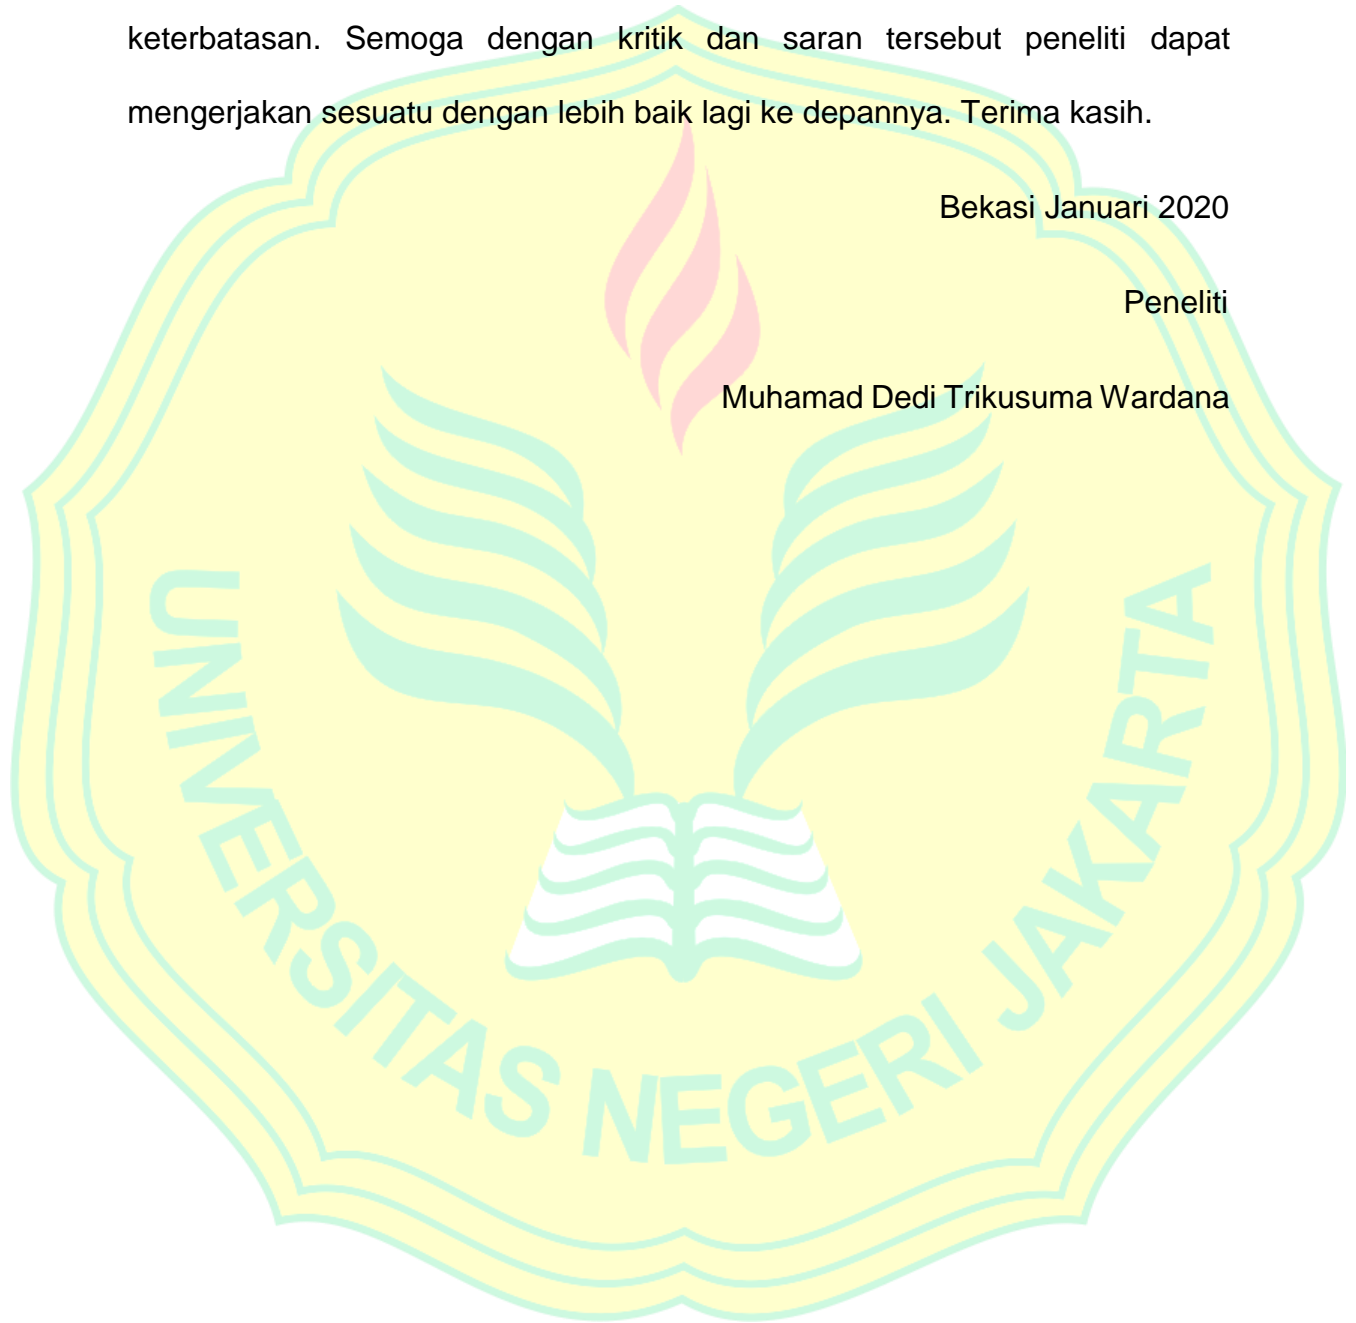 keterbatasan. Semoga dengan kritik dan saran tersebut peneliti dapat
mengerjakan sesuatu dengan lebih baik lagi ke depannya. Terima kasih.
Bekasi Januari 2020
Peneliti
Muhamad Dedi Trikusuma Wardana
UNIVERSITAS NEGERI JAKARTA